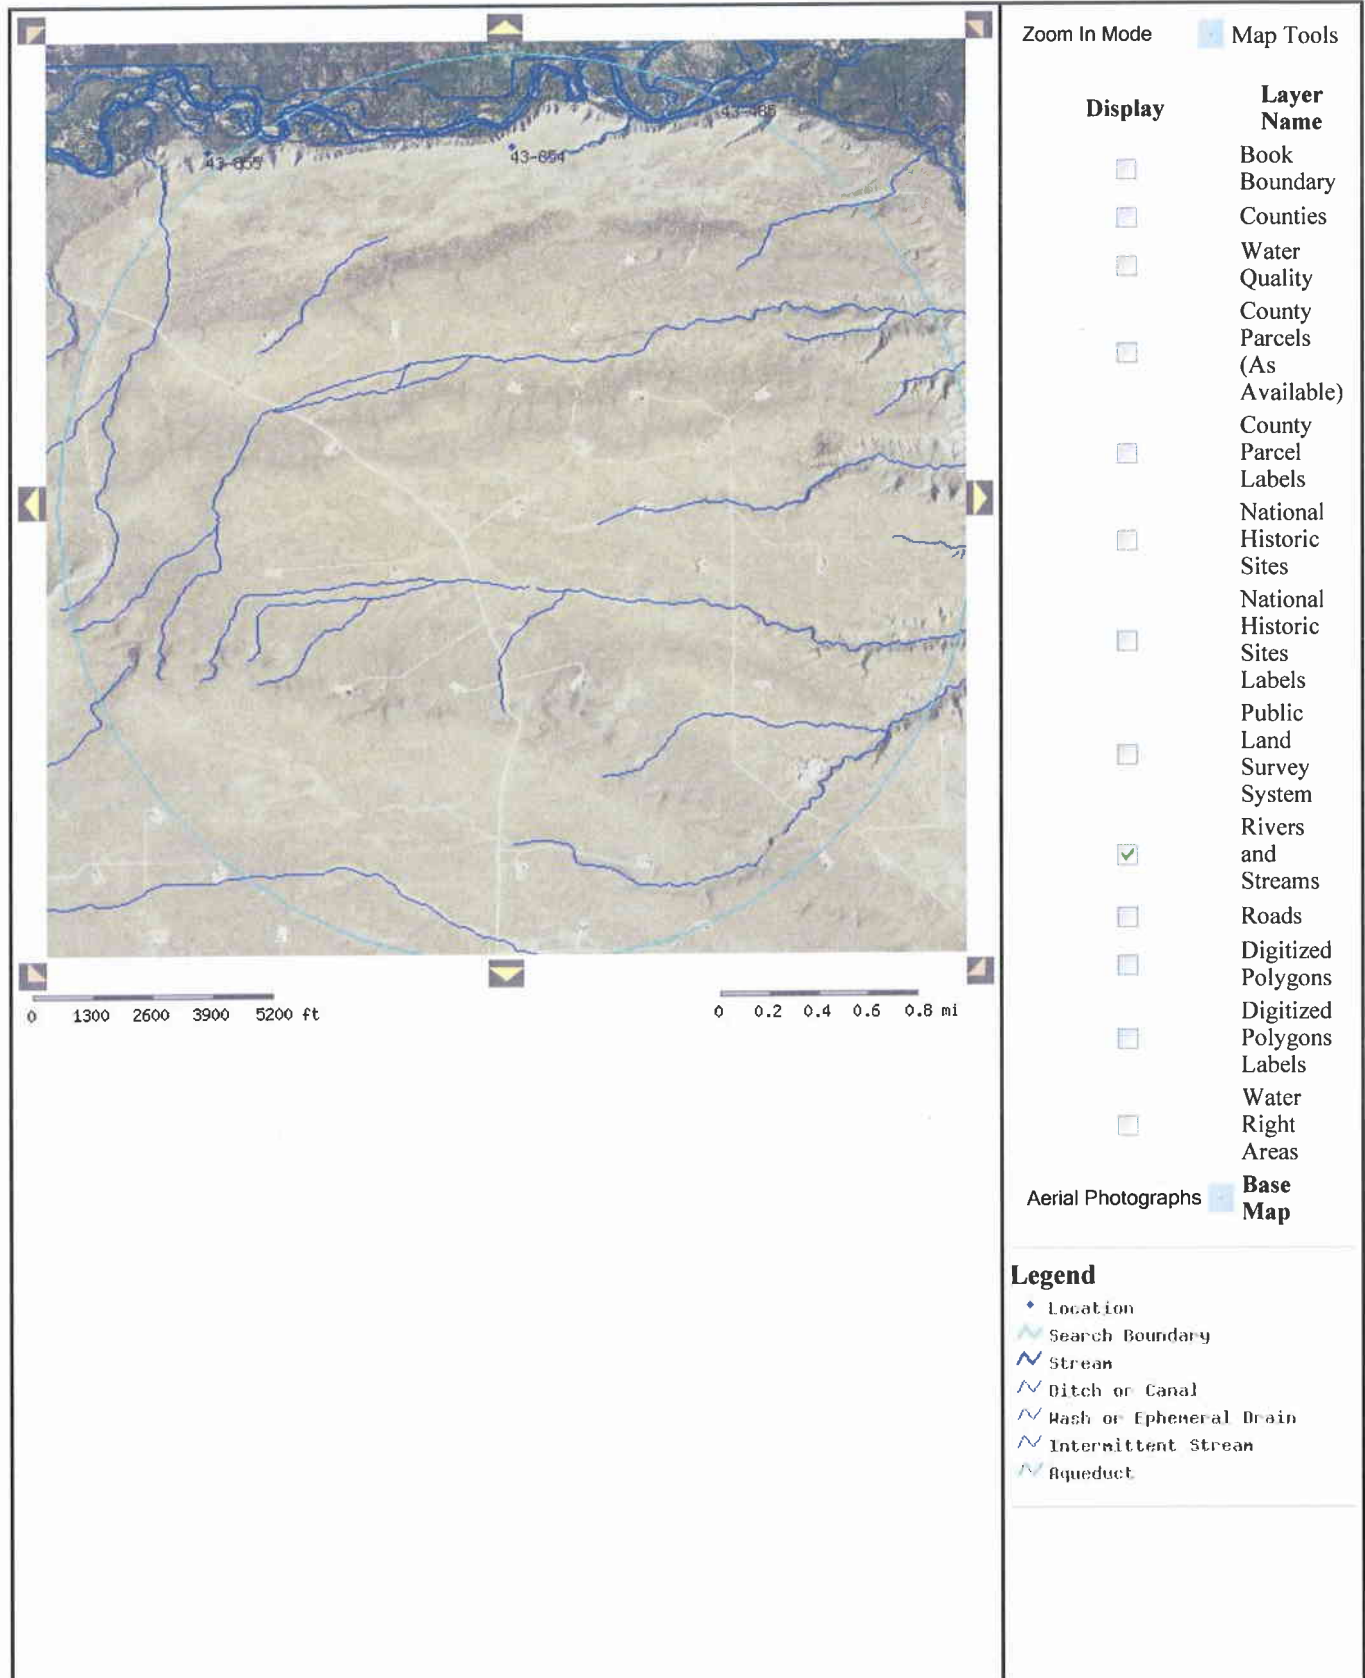 43-855
43-854
43-485
0 1300 2600 3900 5200 ft
0 0.2 0.4 0.6 0.8 mi
Zoom In Mode Map Tools
Display Layer
Name
Book
Boundary
Counties
Water
Quality
County
Parcels
(As
Available)
County
Parcel
Labels
National
Historic
Sites
National
Historic
Sites
Labels
Public
Land
Survey
System
Rivers
and
Streams
Roads
Digitized
Polygons
Digitized
Polygons
Labels
Water
Right
Areas
Aerial Photographs Base
Map
Legend
Location
Search Boundary
Stream
Ditch or Canal
Wash or Ephemeral Drain
Intermittent Stream
Aqueduct